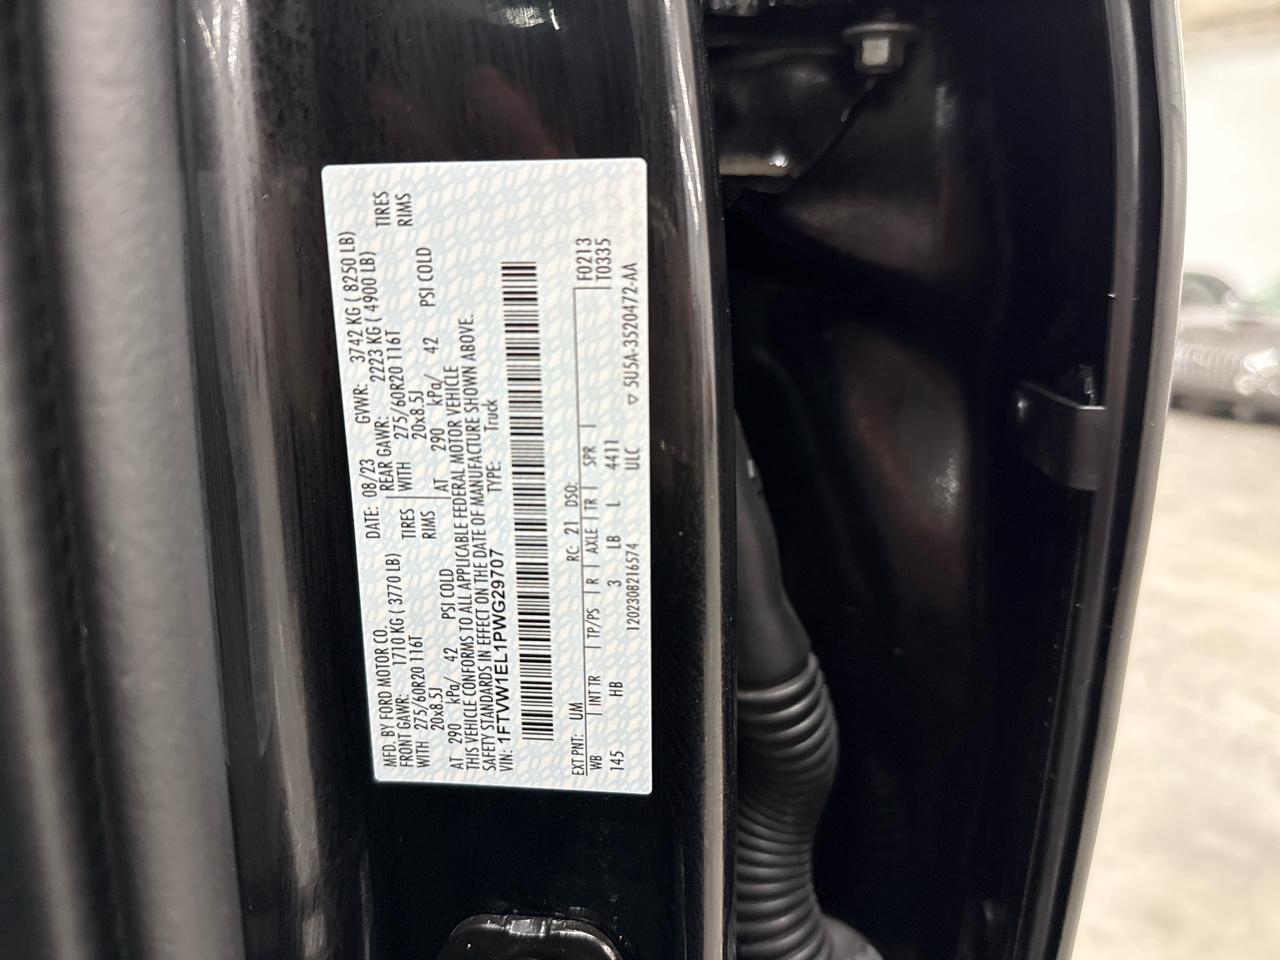 MFD. BY FORD MOTOR CO.
DATE: 08/23 GVWR: 3742 KG ( 8250 LB)
FRONT GAWR: 1710 KG ( 3770 LB)
REAR GAWR: 2223 KG ( 4900 LB)
WITH 275/60R20 116T TIRES
WITH 275/60R20 116T TIRES
20x8.5J RIMS
20x8.5J RIMS
AT 290 kPa/ 42 PSI COLD
AT 290 kPa/ 42 PSI COLD
THIS VEHICLE CONFORMS TO ALL APPLICABLE FEDERAL MOTOR VEHICLE
SAFETY STANDARDS IN EFFECT ON THE DATE OF MANUFACTURE SHOWN ABOVE.
VIN: 1FTVW1EL1PWG29707 TYPE: Truck
EXT PNT: UM RC: 21 DSO: F0213
WB | INT TR | TP/PS | R | AXLE | TR | SPR | T0335
145 HB 3 LB L 4411
1202308216574 ULC ▽ 5U5A-3520472-AA